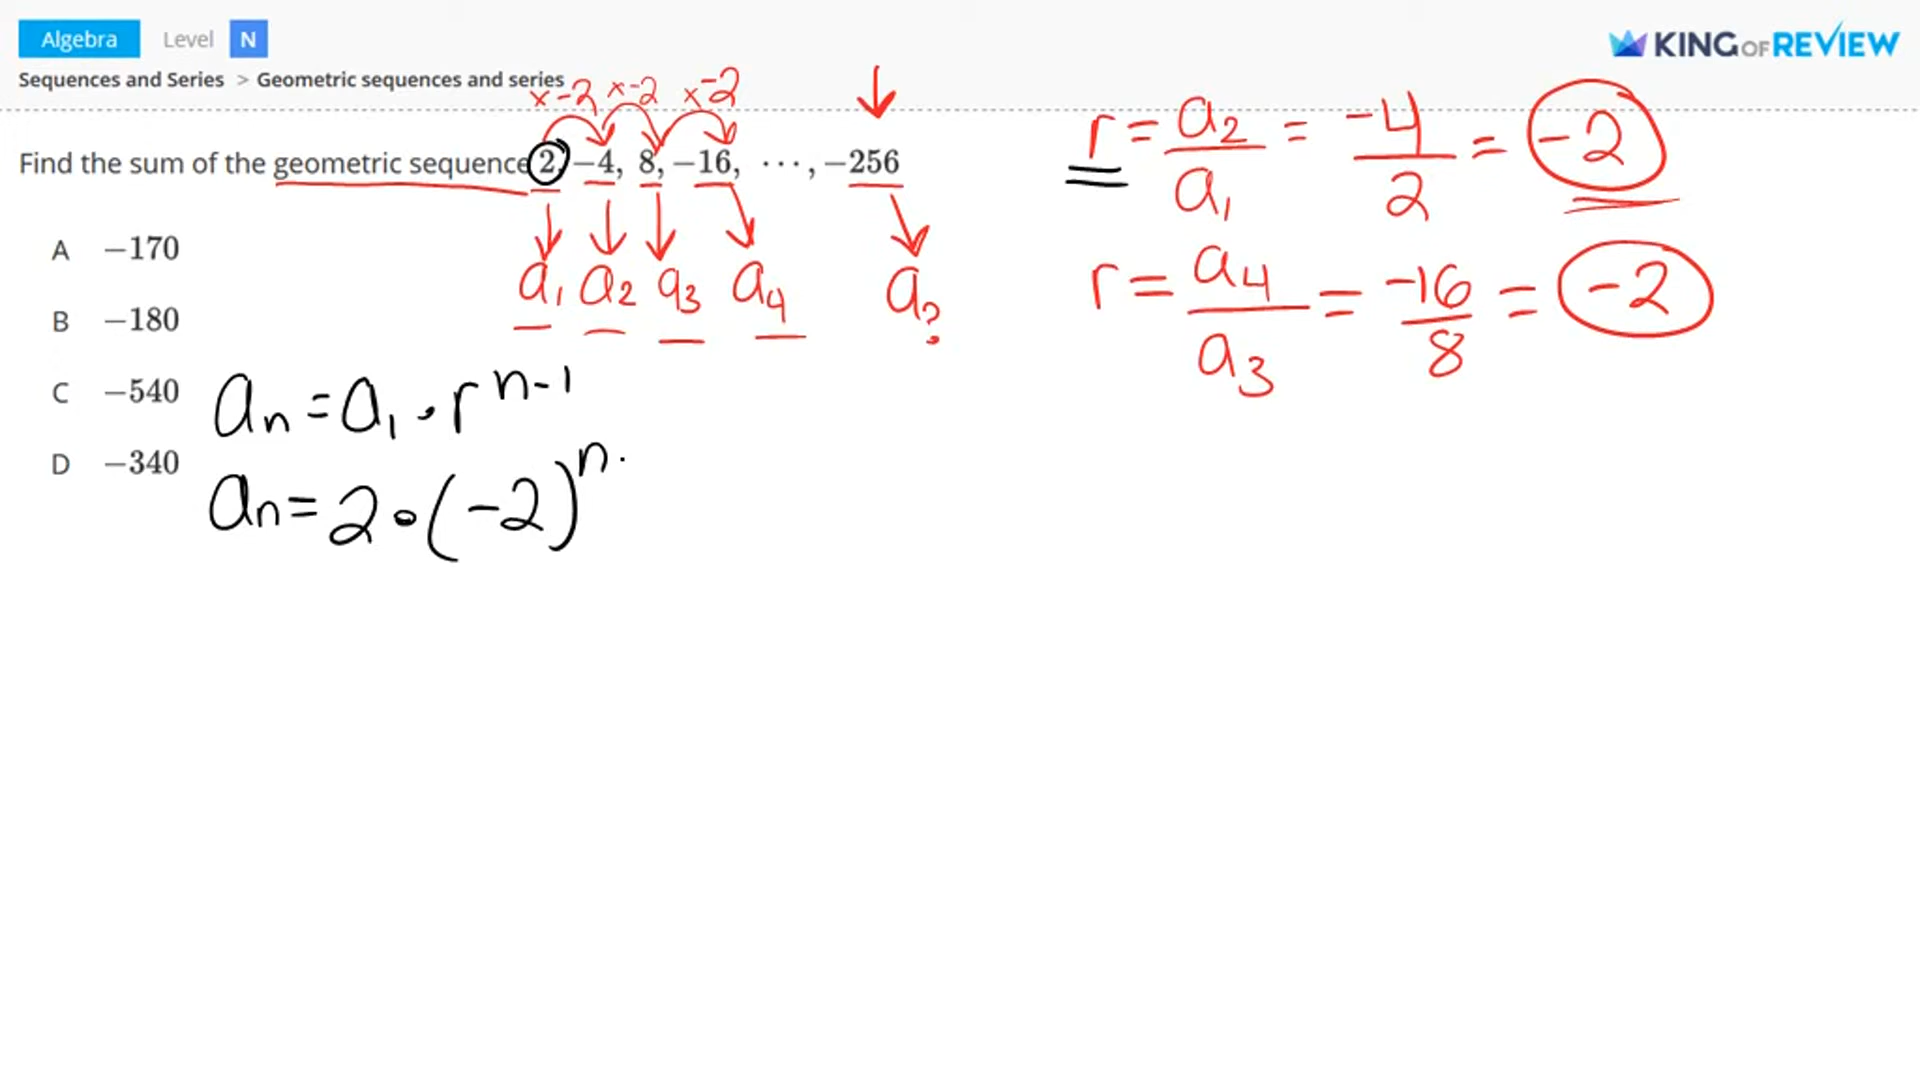 Algebra Level N
KING OF REVIEW
Sequences and Series > Geometric sequences and series
×-2 ×-2 ×-2
Find the sum of the geometric sequence 2, −4, 8, −16, ···, −256
r = a2/a1 = -4/2 = -2
A −170
a1 a2 a3 a4 a?
r = a4/a3 = -16/8 = -2
B −180
C −540
an = a1 · r^n-1
D −340
an = 2 · (-2)^n